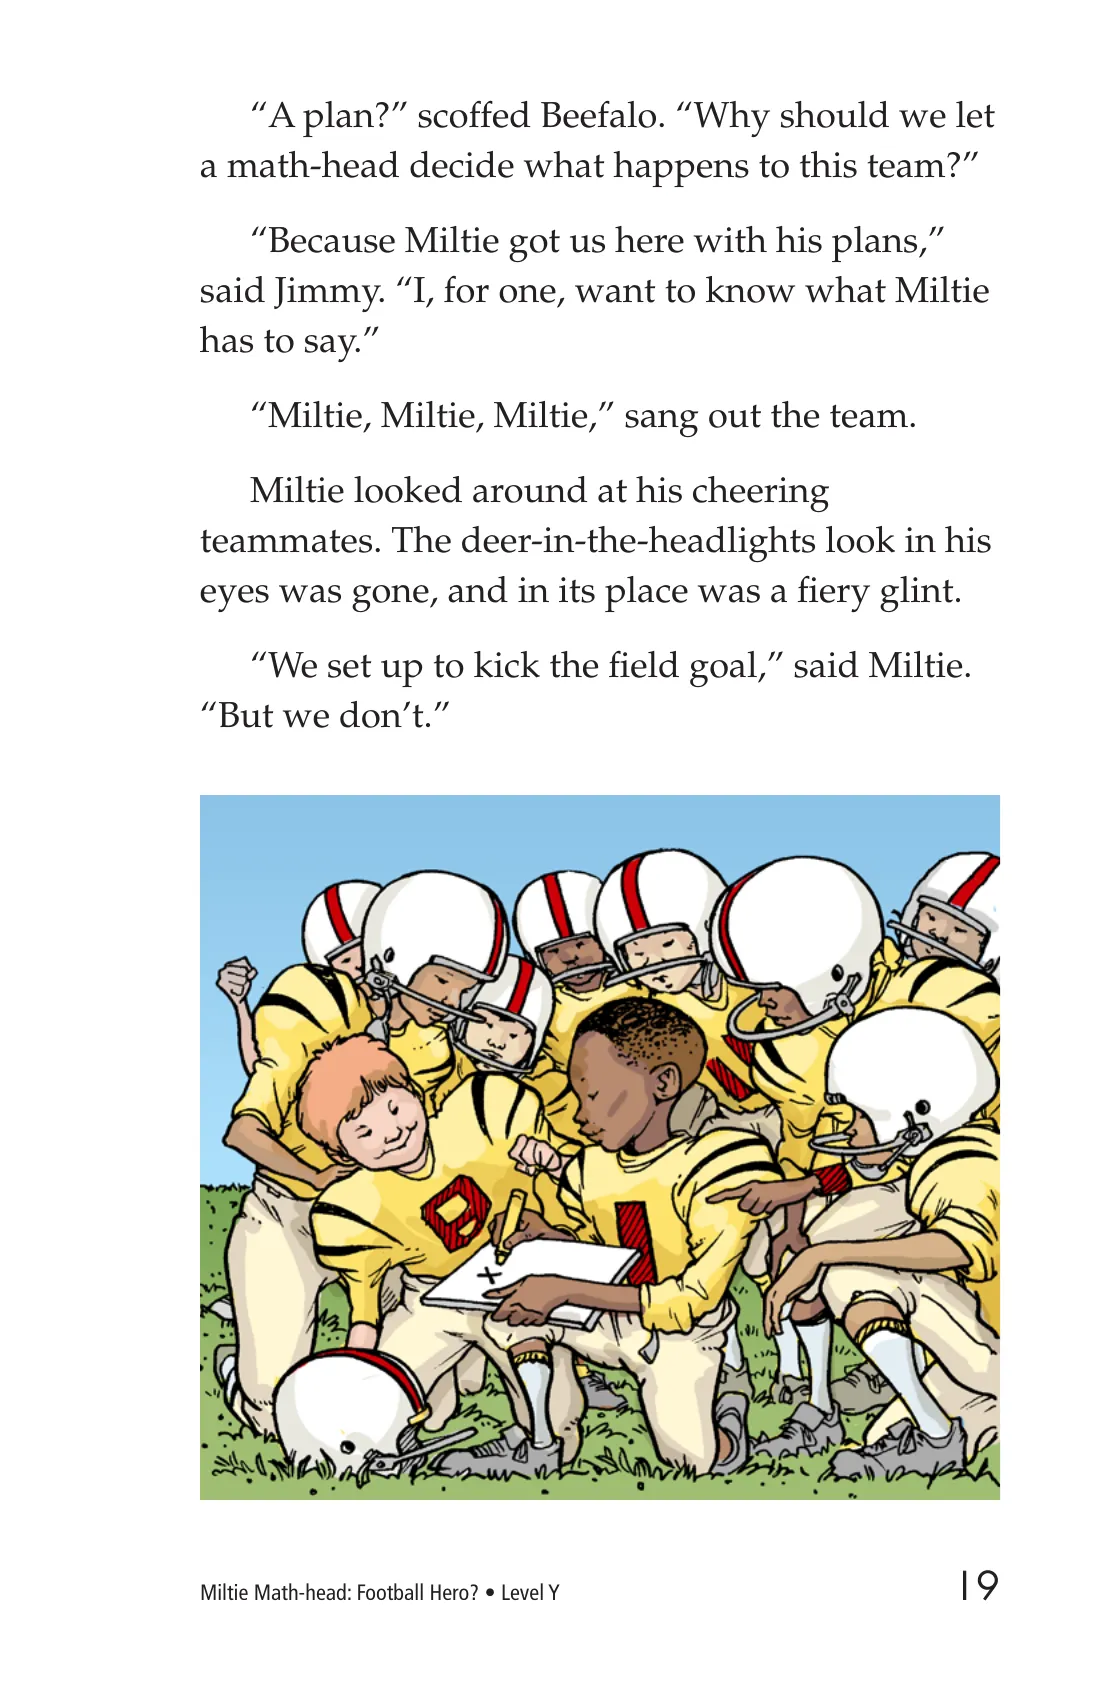 “A plan?” scoffed Beefalo. “Why should we let
a math-head decide what happens to this team?”
“Because Miltie got us here with his plans,”
said Jimmy. “I, for one, want to know what Miltie
has to say.”
“Miltie, Miltie, Miltie,” sang out the team.
Miltie looked around at his cheering
teammates. The deer-in-the-headlights look in his
eyes was gone, and in its place was a fiery glint.
“We set up to kick the field goal,” said Miltie.
“But we don’t.”
X
Miltie Math-head: Football Hero? • Level Y
19